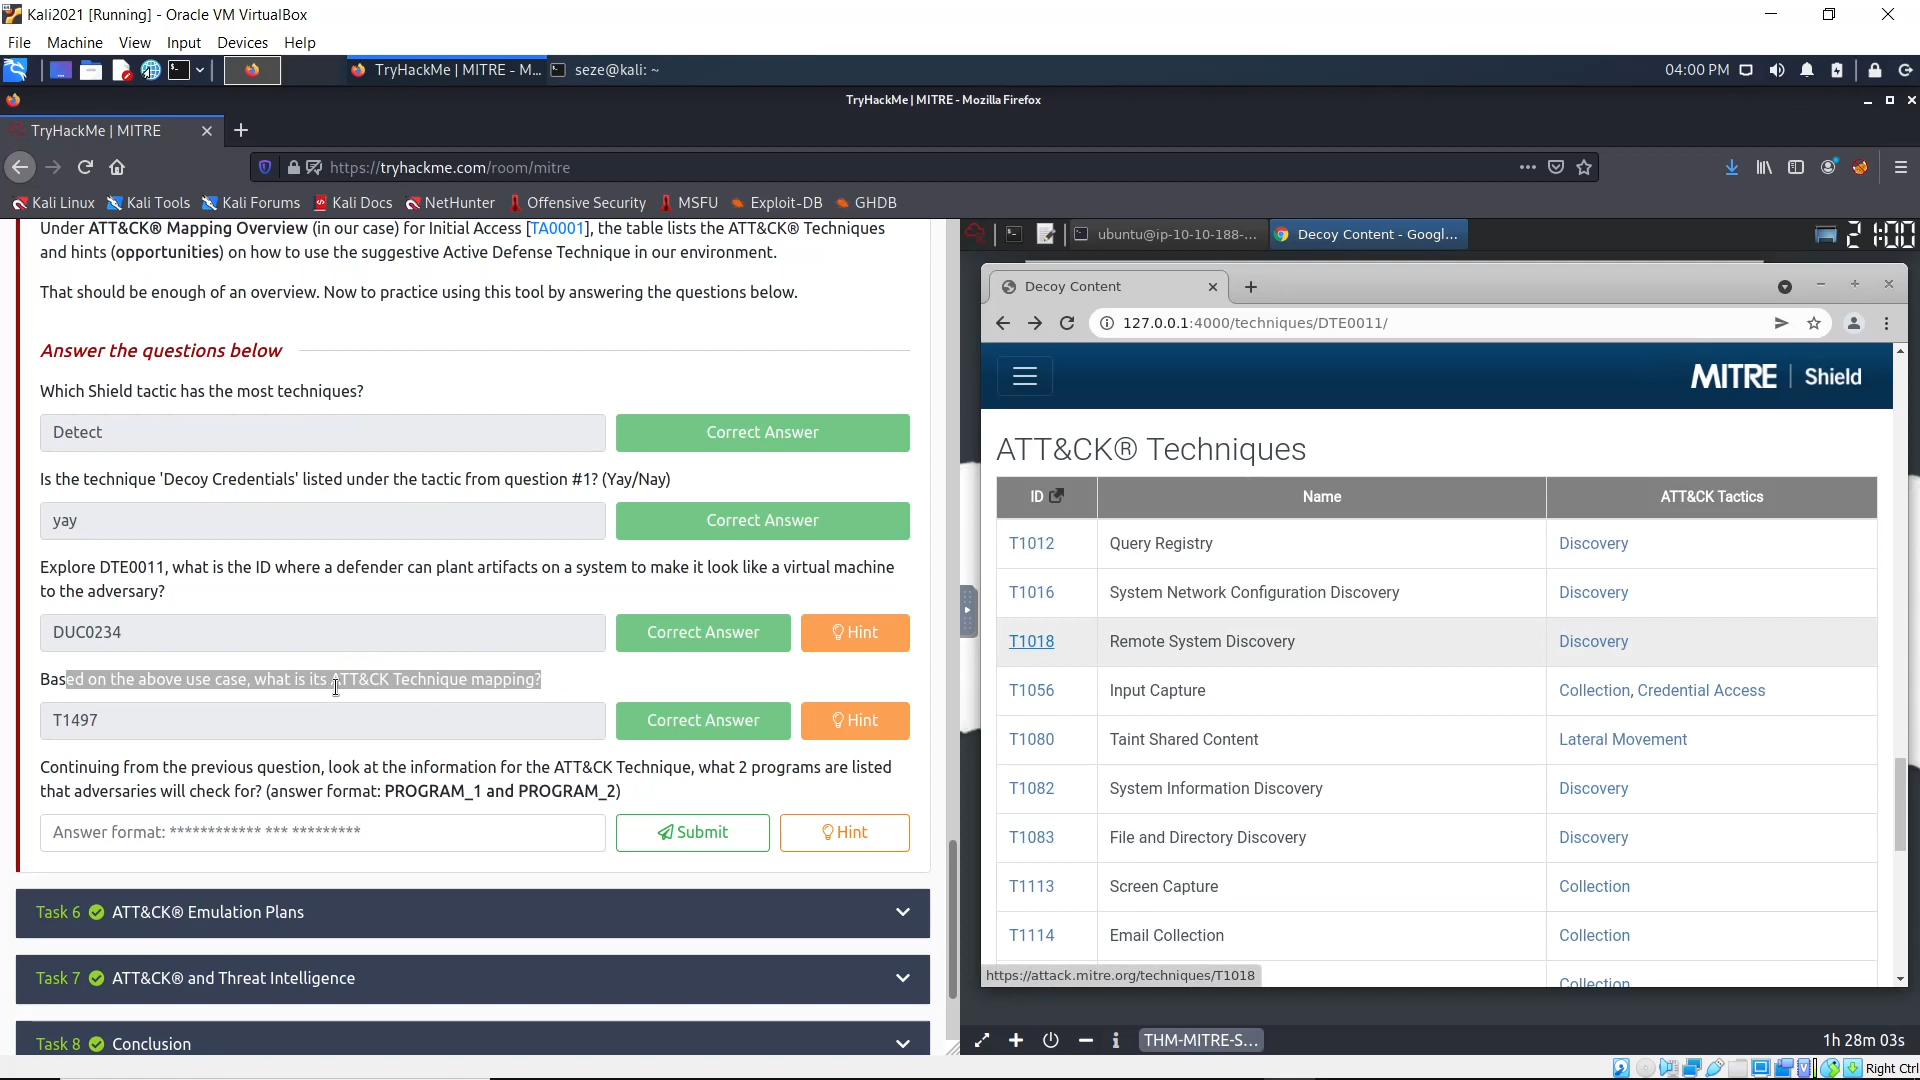 Kali2021 [Running] - Oracle VM VirtualBox
File Machine View Input Devices Help
TryHackMe | MITRE - M... seze@kali: ~ 04:00 PM
TryHackMe | MITRE - Mozilla Firefox
TryHackMe | MITRE
https://tryhackme.com/room/mitre
Kali Linux Kali Tools Kali Forums Kali Docs NetHunter Offensive Security MSFU Exploit-DB GHDB
Under ATT&CK® Mapping Overview (in our case) for Initial Access [TA0001], the table lists the ATT&CK® Techniques
and hints (opportunities) on how to use the suggestive Active Defense Technique in our environment.
That should be enough of an overview. Now to practice using this tool by answering the questions below.
Answer the questions below
Which Shield tactic has the most techniques?
Detect Correct Answer
Is the technique 'Decoy Credentials' listed under the tactic from question #1? (Yay/Nay)
yay Correct Answer
Explore DTE0011, what is the ID where a defender can plant artifacts on a system to make it look like a virtual machine
to the adversary?
DUC0234 Correct Answer Hint
Based on the above use case, what is its ATT&CK Technique mapping?
T1497 Correct Answer Hint
Continuing from the previous question, look at the information for the ATT&CK Technique, what 2 programs are listed
that adversaries will check for? (answer format: PROGRAM_1 and PROGRAM_2)
Answer format: ************ *** ********* Submit Hint
Task 6 ATT&CK® Emulation Plans
Task 7 ATT&CK® and Threat Intelligence
Task 8 Conclusion
ubuntu@ip-10-10-188-... Decoy Content - Googl...
Decoy Content
127.0.0.1:4000/techniques/DTE0011/
MITRE | Shield
ATT&CK® Techniques
ID Name ATT&CK Tactics
T1012 Query Registry Discovery
T1016 System Network Configuration Discovery Discovery
T1018 Remote System Discovery Discovery
T1056 Input Capture Collection, Credential Access
T1080 Taint Shared Content Lateral Movement
T1082 System Information Discovery Discovery
T1083 File and Directory Discovery Discovery
T1113 Screen Capture Collection
T1114 Email Collection Collection
https://attack.mitre.org/techniques/T1018 Collection
THM-MITRE-S... 1h 28m 03s
Right Ctrl